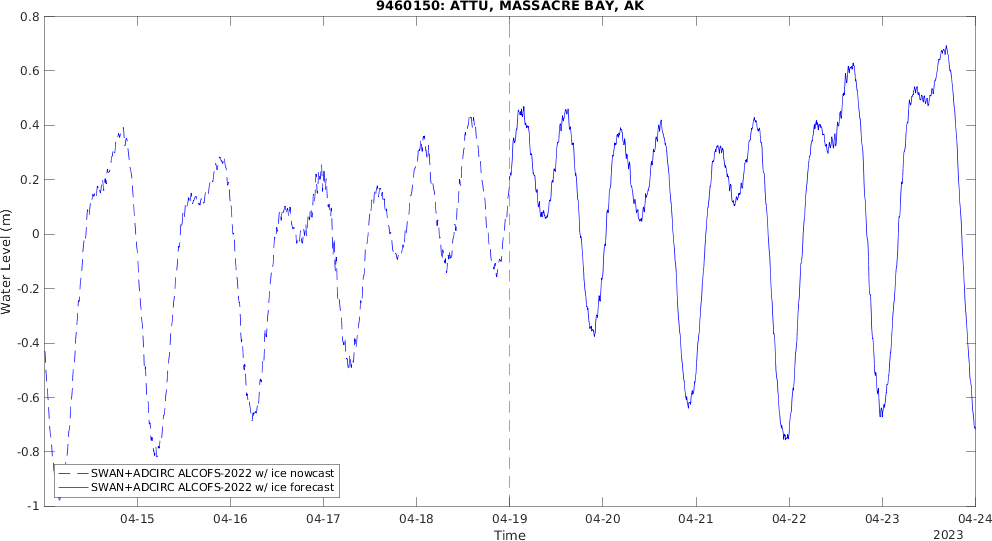 9460150: ATTU, MASSACRE BAY, AK
0.8
0.6
0.4
0.2
0
-0.2
-0.4
-0.6
-0.8
-1
Water Level (m)
SWAN+ADCIRC ALCOFS-2022 w/ ice nowcast
SWAN+ADCIRC ALCOFS-2022 w/ ice forecast
04-15 04-16 04-17 04-18 04-19 04-20 04-21 04-22 04-23 04-24
Time
2023